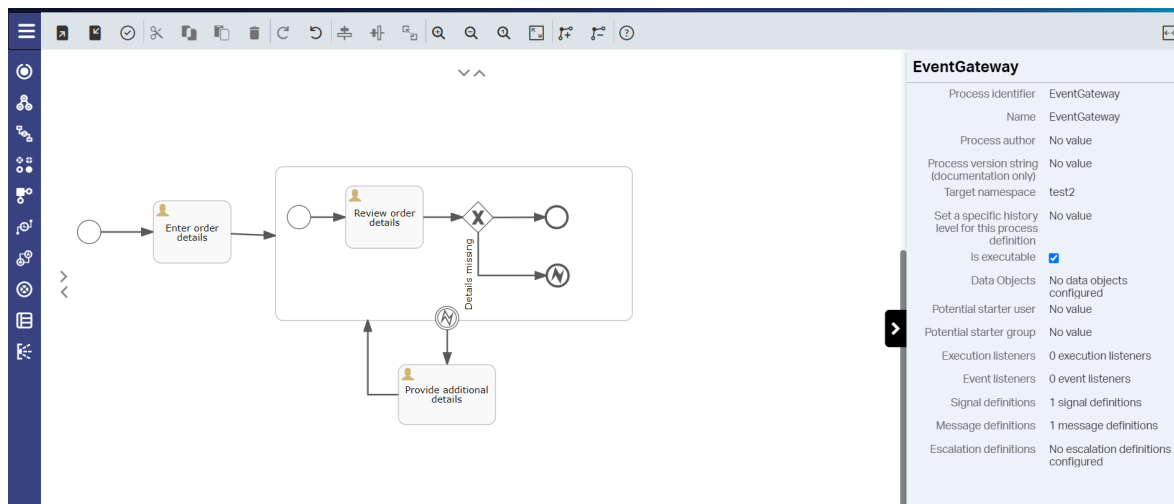 Enter order
details
Review order
details
Details missing
Provide additional
details
EventGateway
Process identifier EventGateway
Name EventGateway
Process author No value
Process version string No value
(documentation only)
Target namespace test2
Set a specific history No value
level for this process
definition
Is executable
Data Objects No data objects
configured
Potential starter user No value
Potential starter group No value
Execution listeners 0 execution listeners
Event listeners 0 event listeners
Signal definitions 1 signal definitions
Message definitions 1 message definitions
Escalation definitions No escalation definitions
configured